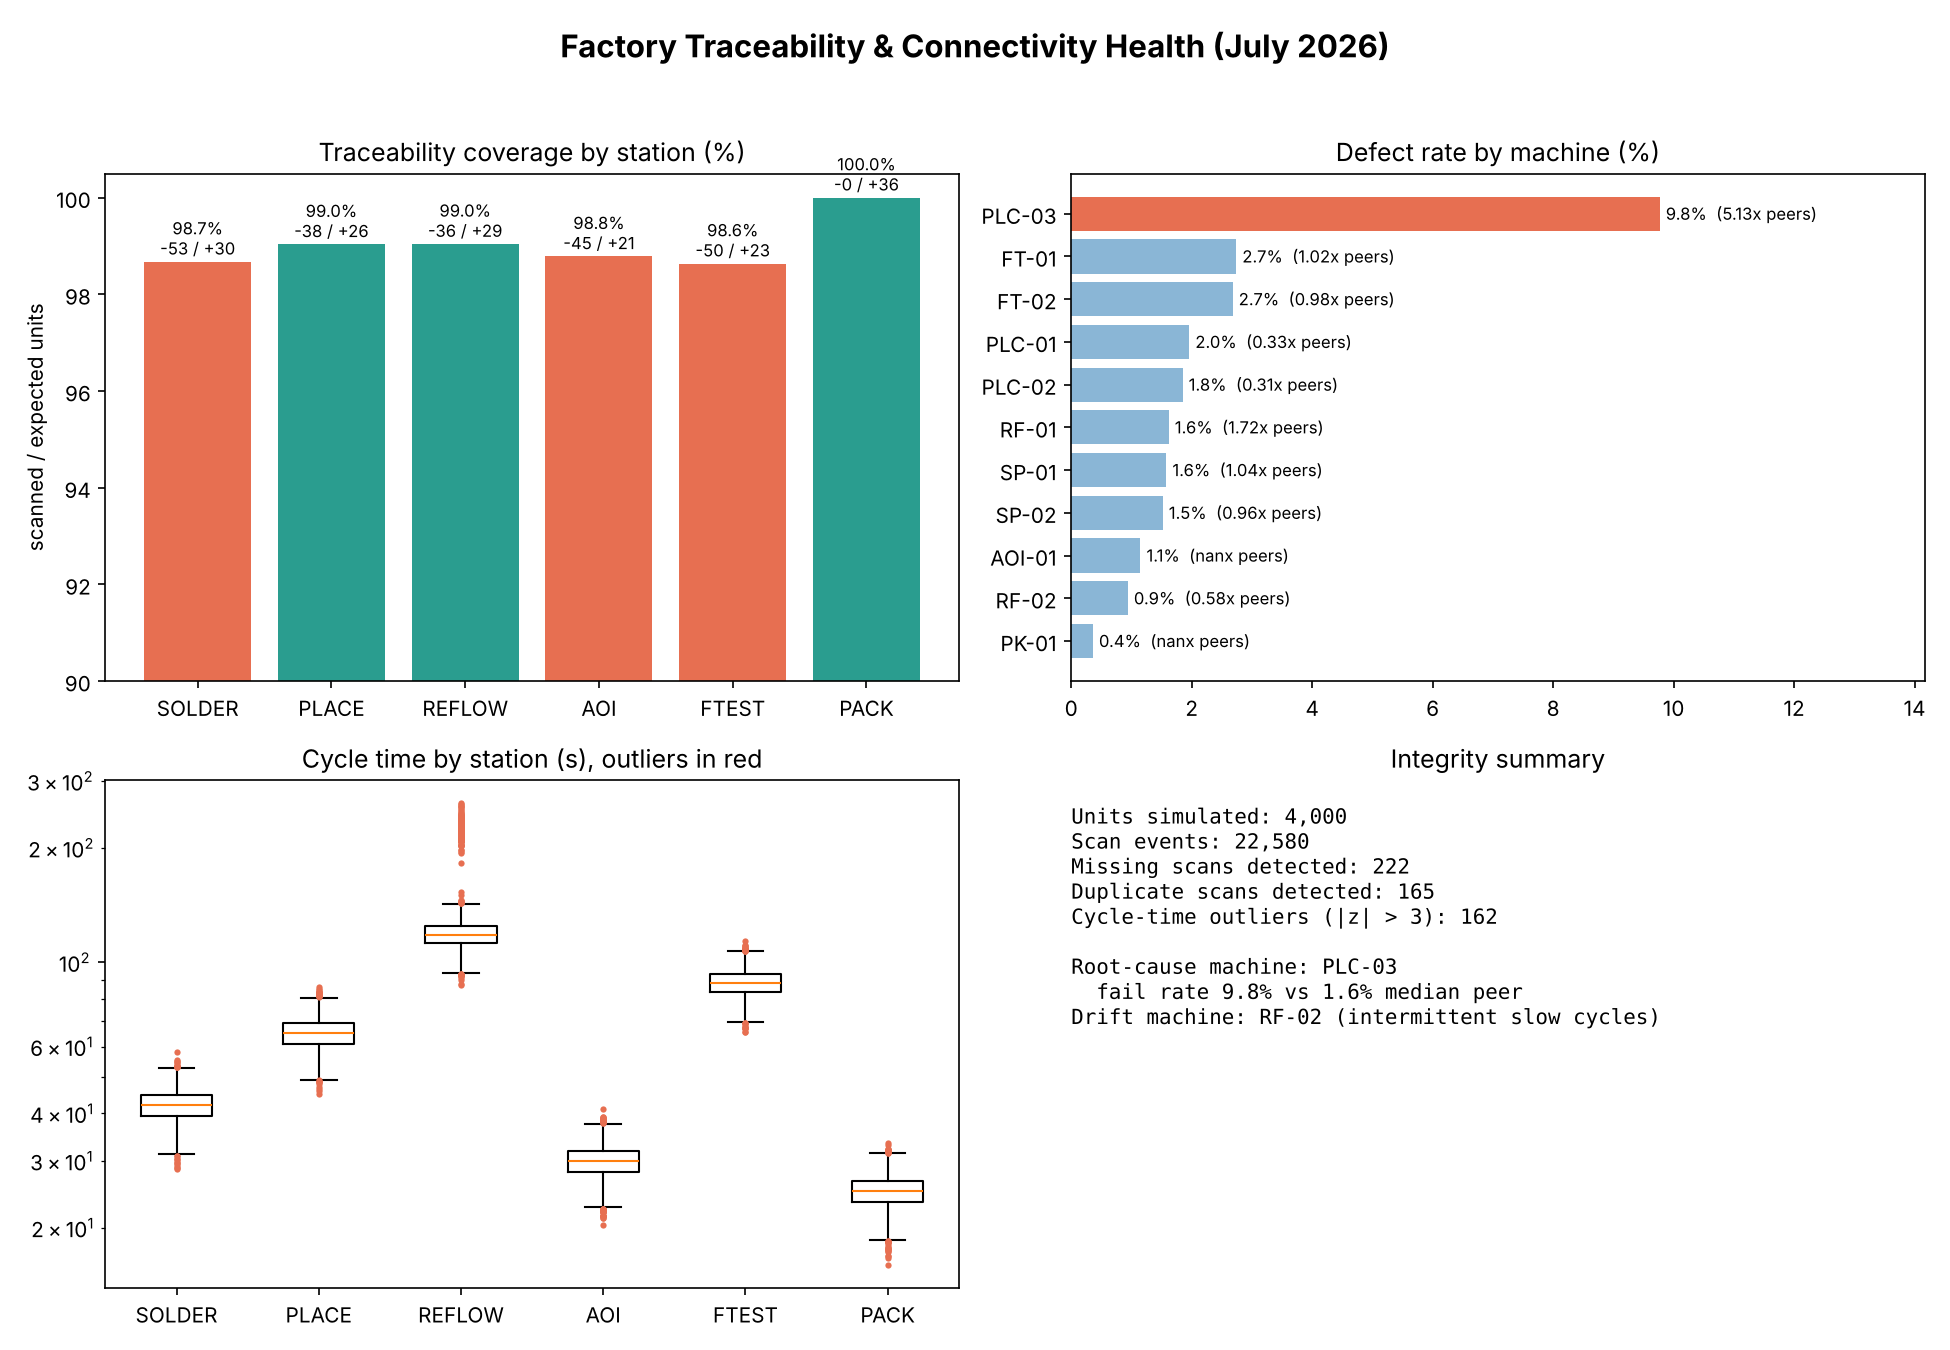 Factory Traceability & Connectivity Health (July 2026)
Traceability coverage by station (%)
scanned / expected units
100
98
96
94
92
90
98.7%
-53 / +30
99.0%
-38 / +26
99.0%
-36 / +29
98.8%
-45 / +21
98.6%
-50 / +23
100.0%
-0 / +36
SOLDER
PLACE
REFLOW
AOI
FTEST
PACK
Defect rate by machine (%)
PLC-03
9.8% (5.13x peers)
FT-01
2.7% (1.02x peers)
FT-02
2.7% (0.98x peers)
PLC-01
2.0% (0.33x peers)
PLC-02
1.8% (0.31x peers)
RF-01
1.6% (1.72x peers)
SP-01
1.6% (1.04x peers)
SP-02
1.5% (0.96x peers)
AOI-01
1.1% (nanx peers)
RF-02
0.9% (0.58x peers)
PK-01
0.4% (nanx peers)
0
2
4
6
8
10
12
14
Cycle time by station (s), outliers in red
3 × 10²
2 × 10²
10²
6 × 10¹
4 × 10¹
3 × 10¹
2 × 10¹
SOLDER
PLACE
REFLOW
AOI
FTEST
PACK
Integrity summary
Units simulated: 4,000
Scan events: 22,580
Missing scans detected: 222
Duplicate scans detected: 165
Cycle-time outliers (|z| > 3): 162
Root-cause machine: PLC-03
fail rate 9.8% vs 1.6% median peer
Drift machine: RF-02 (intermittent slow cycles)